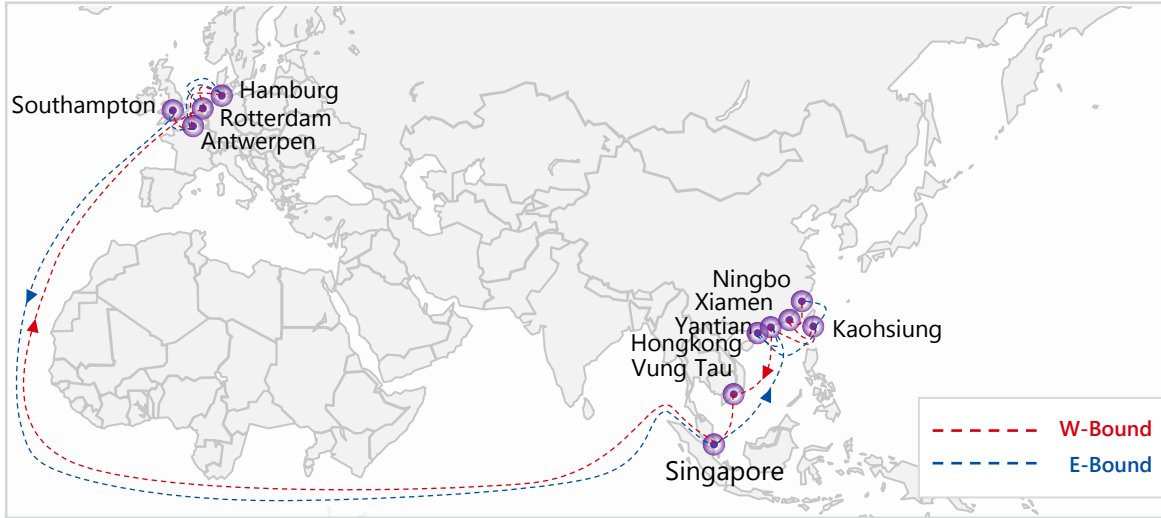 Hamburg
Southampton
Rotterdam
Antwerpen
Ningbo
Xiamen
Yantian
Kaohsiung
Hongkong
Vung Tau
Singapore
W-Bound
E-Bound